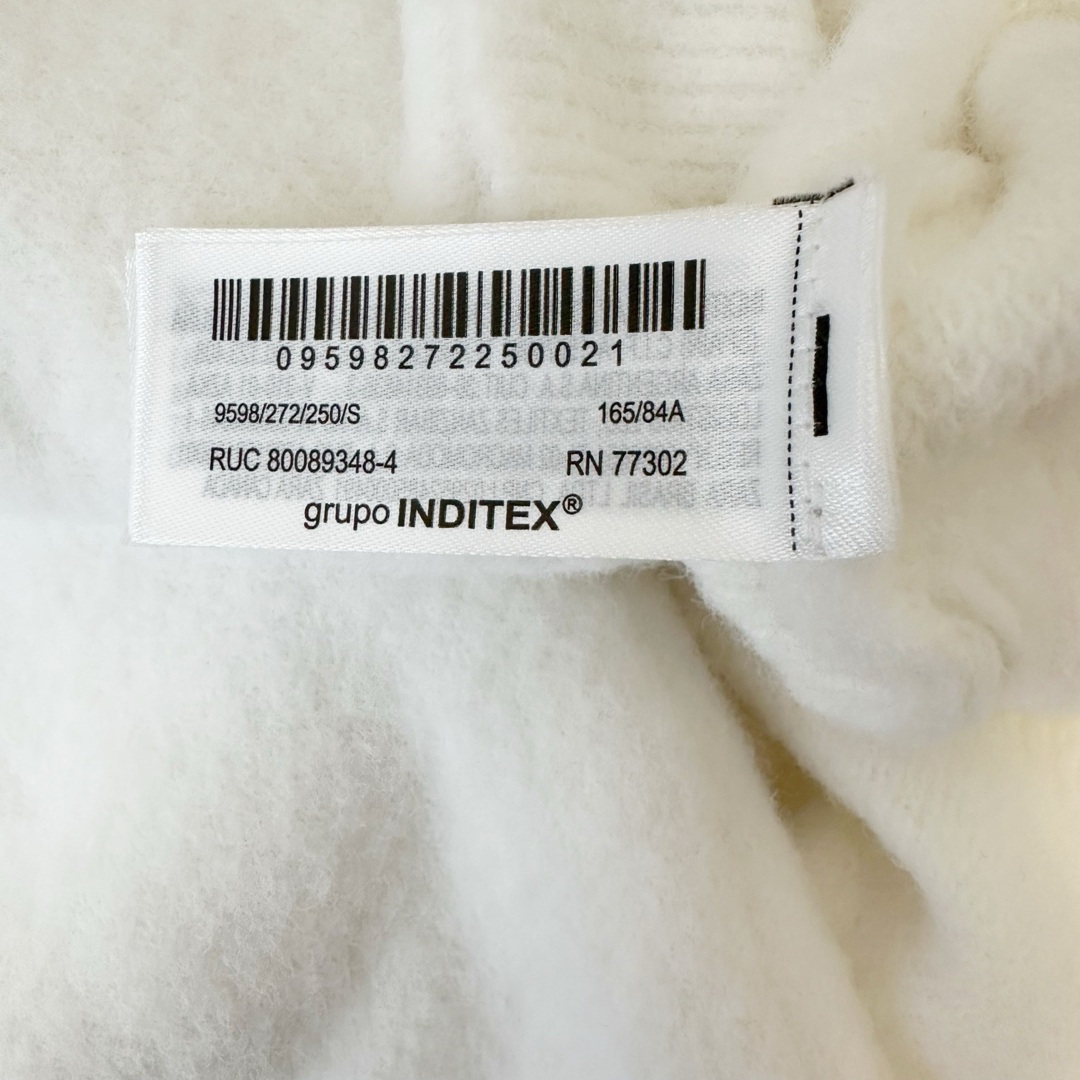 09598272250021
9598/272/250/S 165/84A
RUC 80089348-4 RN 77302
grupo INDITEX®